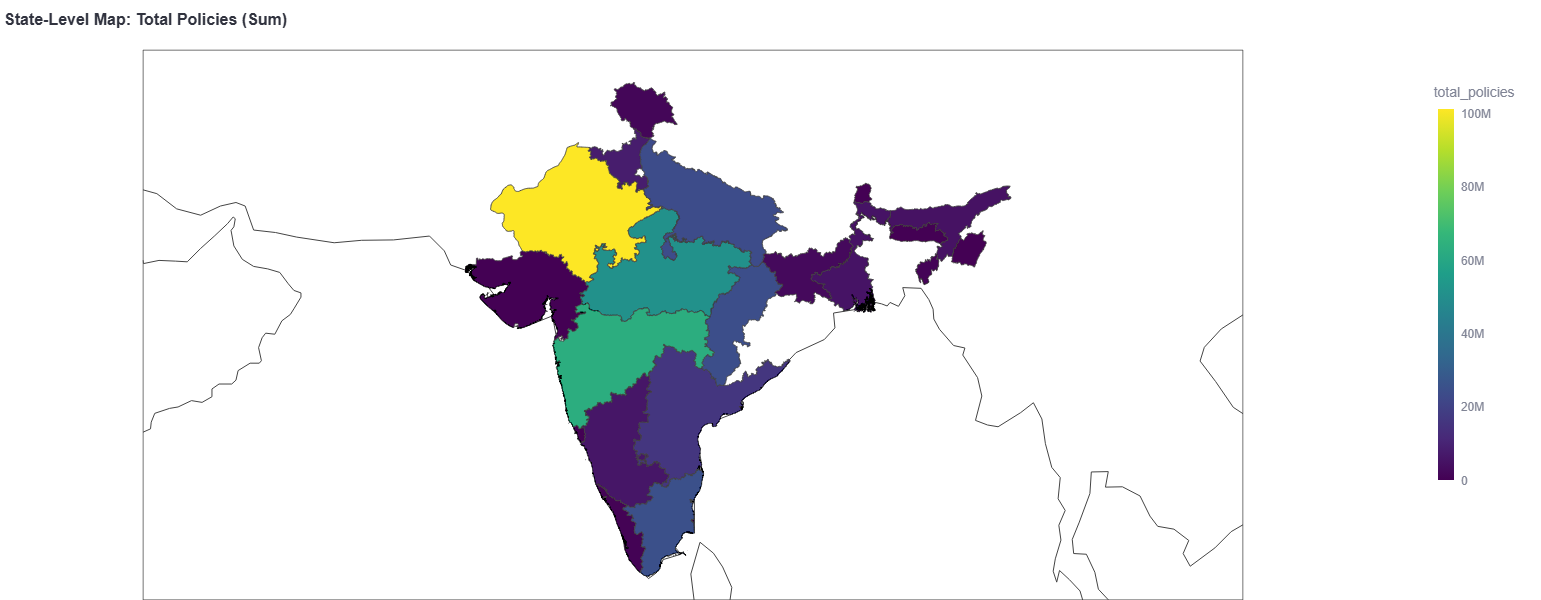 State-Level Map: Total Policies (Sum)
total_policies
100M
80M
60M
40M
20M
0